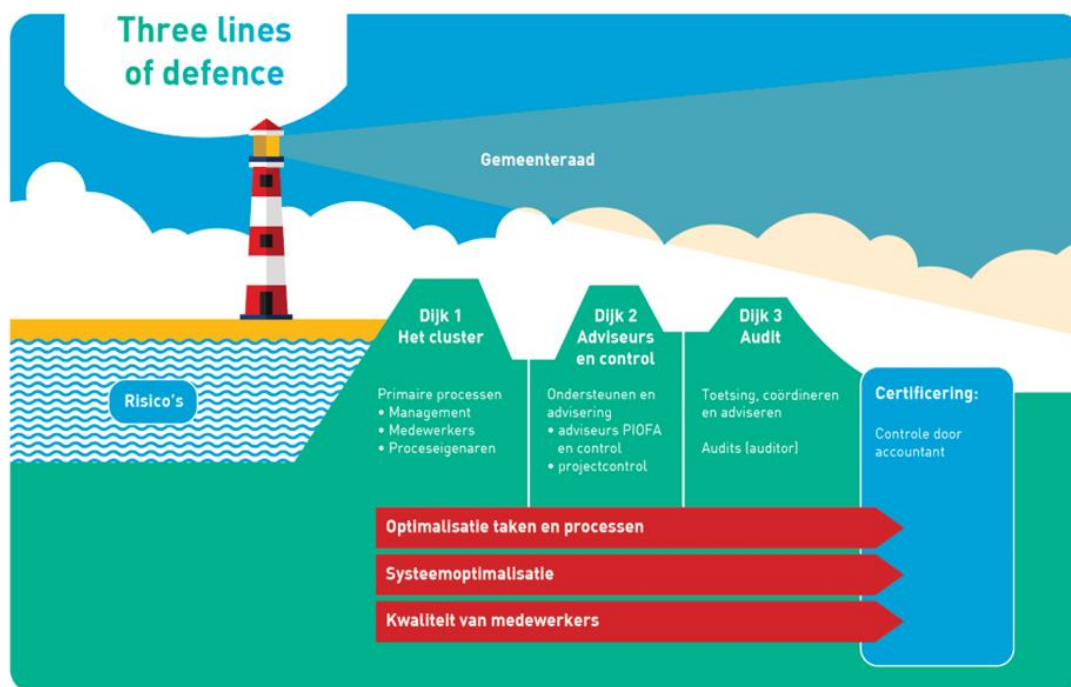 Three lines
of defence
Gemeenteraad
Risico's
Dijk 1
Het cluster
Primaire processen
• Management
• Medewerkers
• Proceseigenaren
Dijk 2
Adviseurs
en control
Ondersteunen en
advisering
• adviseurs PIOFA
en control
• projectcontrol
Dijk 3
Audit
Toetsing, coördineren
en adviseren
Audits (auditor)
Certificering:
Controle door
accountant
Optimalisatie taken en processen
Systeemoptimalisatie
Kwaliteit van medewerkers